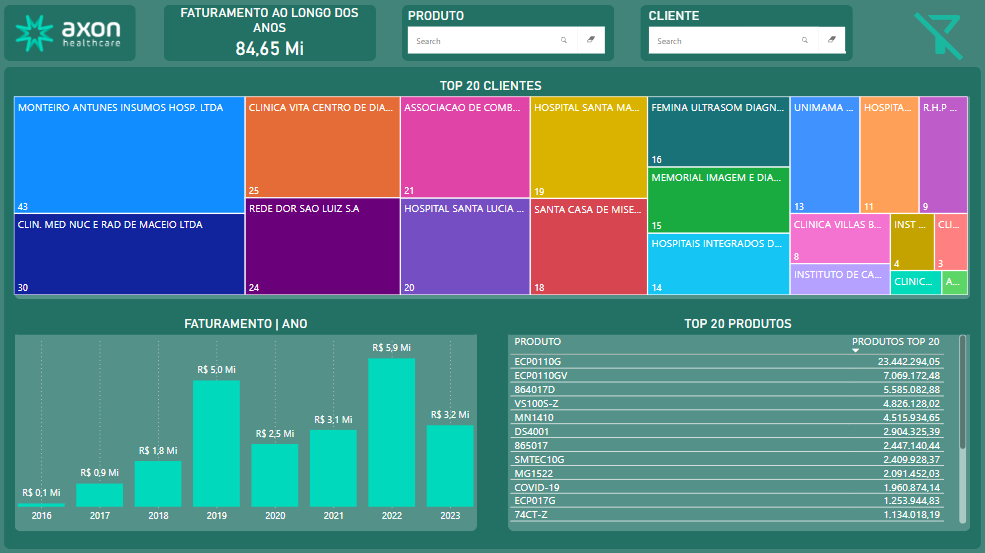 axon
healthcare
FATURAMENTO AO LONGO DOS
ANOS
84,65 Mi
PRODUTO
Search
CLIENTE
Search
TOP 20 CLIENTES
MONTEIRO ANTUNES INSUMOS HOSP. LTDA
43
CLIN. MED NUC E RAD DE MACEIO LTDA
30
CLINICA VITA CENTRO DE DIA...
25
REDE DOR SAO LUIZ S.A
24
ASSOCIACAO DE COMB...
21
HOSPITAL SANTA LUCIA ...
20
HOSPITAL SANTA MA...
19
SANTA CASA DE MISE...
18
FEMINA ULTRASOM DIAGN...
16
MEMORIAL IMAGEM E DIA...
15
HOSPITAIS INTEGRADOS D...
14
UNIMAMA ...
13
HOSPITA...
11
R.H.P ...
9
CLINICA VILLAS B...
8
INSTITUTO DE CA...
INST ...
4
CLI...
3
CLINIC...
A...
FATURAMENTO | ANO
R$ 0,1 Mi
R$ 0,9 Mi
R$ 1,8 Mi
R$ 5,0 Mi
R$ 2,5 Mi
R$ 3,1 Mi
R$ 5,9 Mi
R$ 3,2 Mi
2016 2017 2018 2019 2020 2021 2022 2023
TOP 20 PRODUTOS
PRODUTO PRODUTOS TOP 20
ECP0110G 23.442.294,05
ECP0110GV 7.069.172,48
864017D 5.585.082,88
VS100S-Z 4.826.128,02
MN1410 4.515.934,65
DS4001 2.904.325,39
865017 2.447.140,44
SMTEC10G 2.409.928,37
MG1522 2.091.452,03
COVID-19 1.960.874,14
ECP017G 1.253.944,83
74CT-Z 1.134.018,19